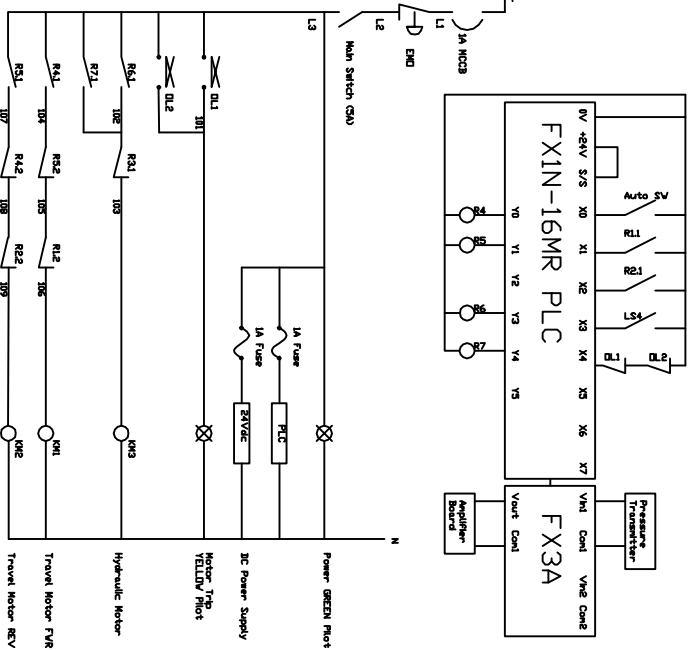 L3
L2
L1
Main Switch (5A)
EMO
1A MCCB
R5.1
R4.1
R7.1
R6.1
OL2
OL1
107
104
102
101
R4.2
R5.2
R3.1
108
105
103
R2.2
R1.2
109
106
1A Fuse
1A Fuse
24Vdc
PLC
KM2
KM1
KM3
N
Travel Motor REV
Travel Motor FWR
Hydraulic Motor
Motor Trip
YELLOW Pilot
DC Power Supply
Power GREEN Pilot
FX1N-16MR PLC
0V
+24V
S/S
X0
X1
X2
X3
X4
X5
X6
X7
Auto SW
R1.1
R2.1
LS4
OL1
OL2
Y0
Y1
Y2
Y3
Y4
Y5
R4
R5
R6
R7
FX3A
Vin1
Com1
Vin2
Com2
Vout
Com1
Pressure
Transmitter
Amplifier
Board